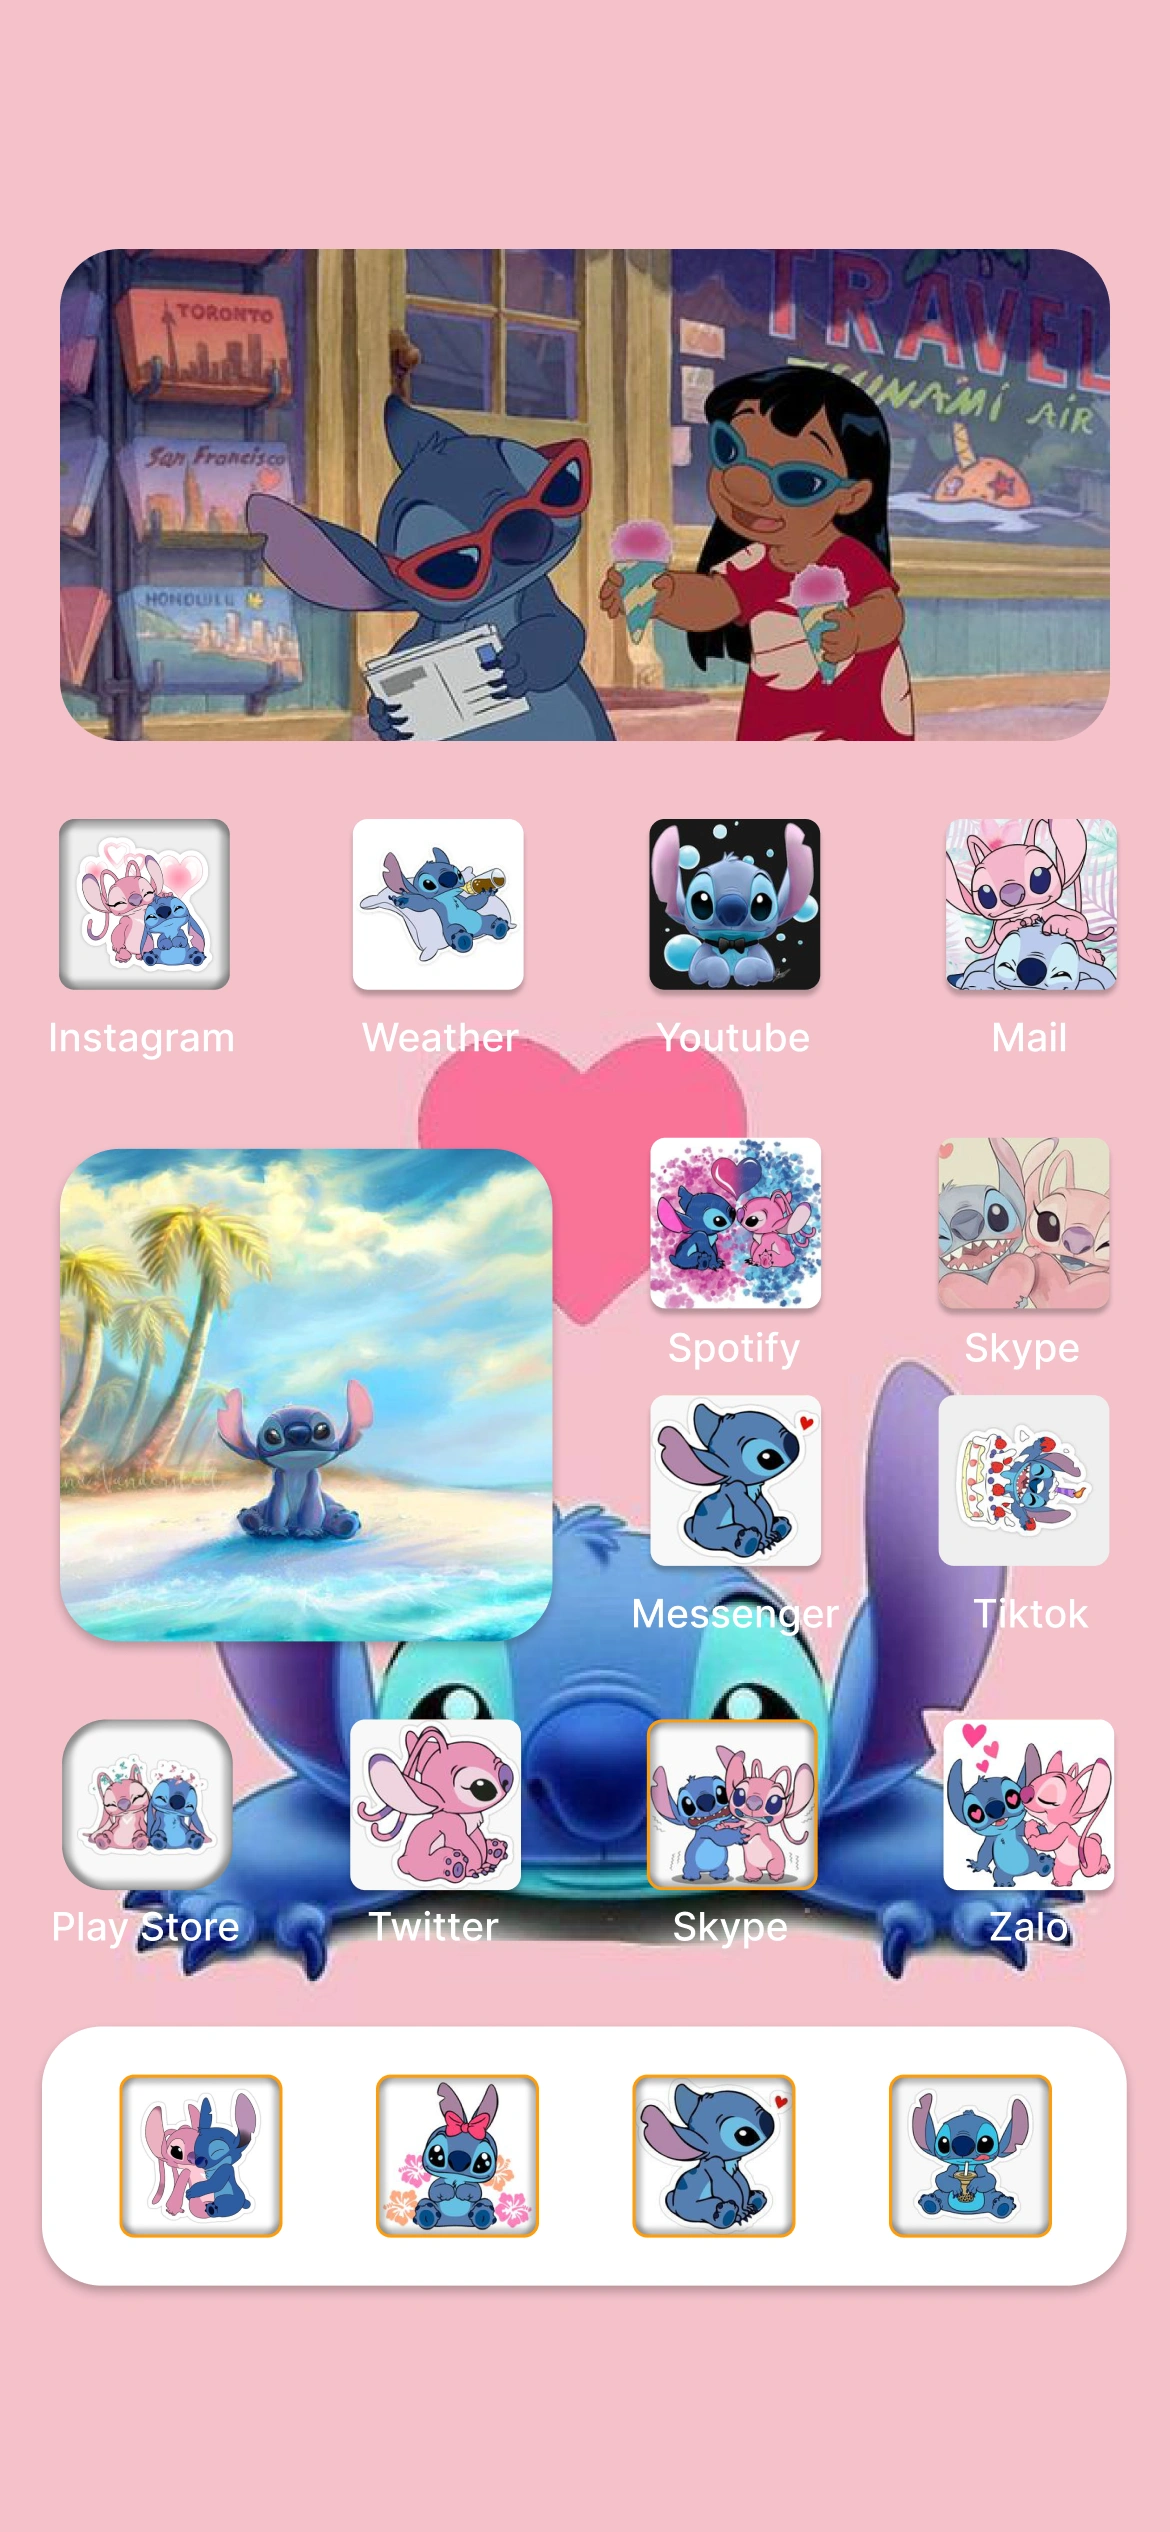 TORONTO
San Francisco
HONOLULU
TRAVEL
TSUNAMI AIR
Instagram
Weather
Youtube
Mail
Spotify
Skype
Messenger
Tiktok
Play Store
Twitter
Skype
Zalo